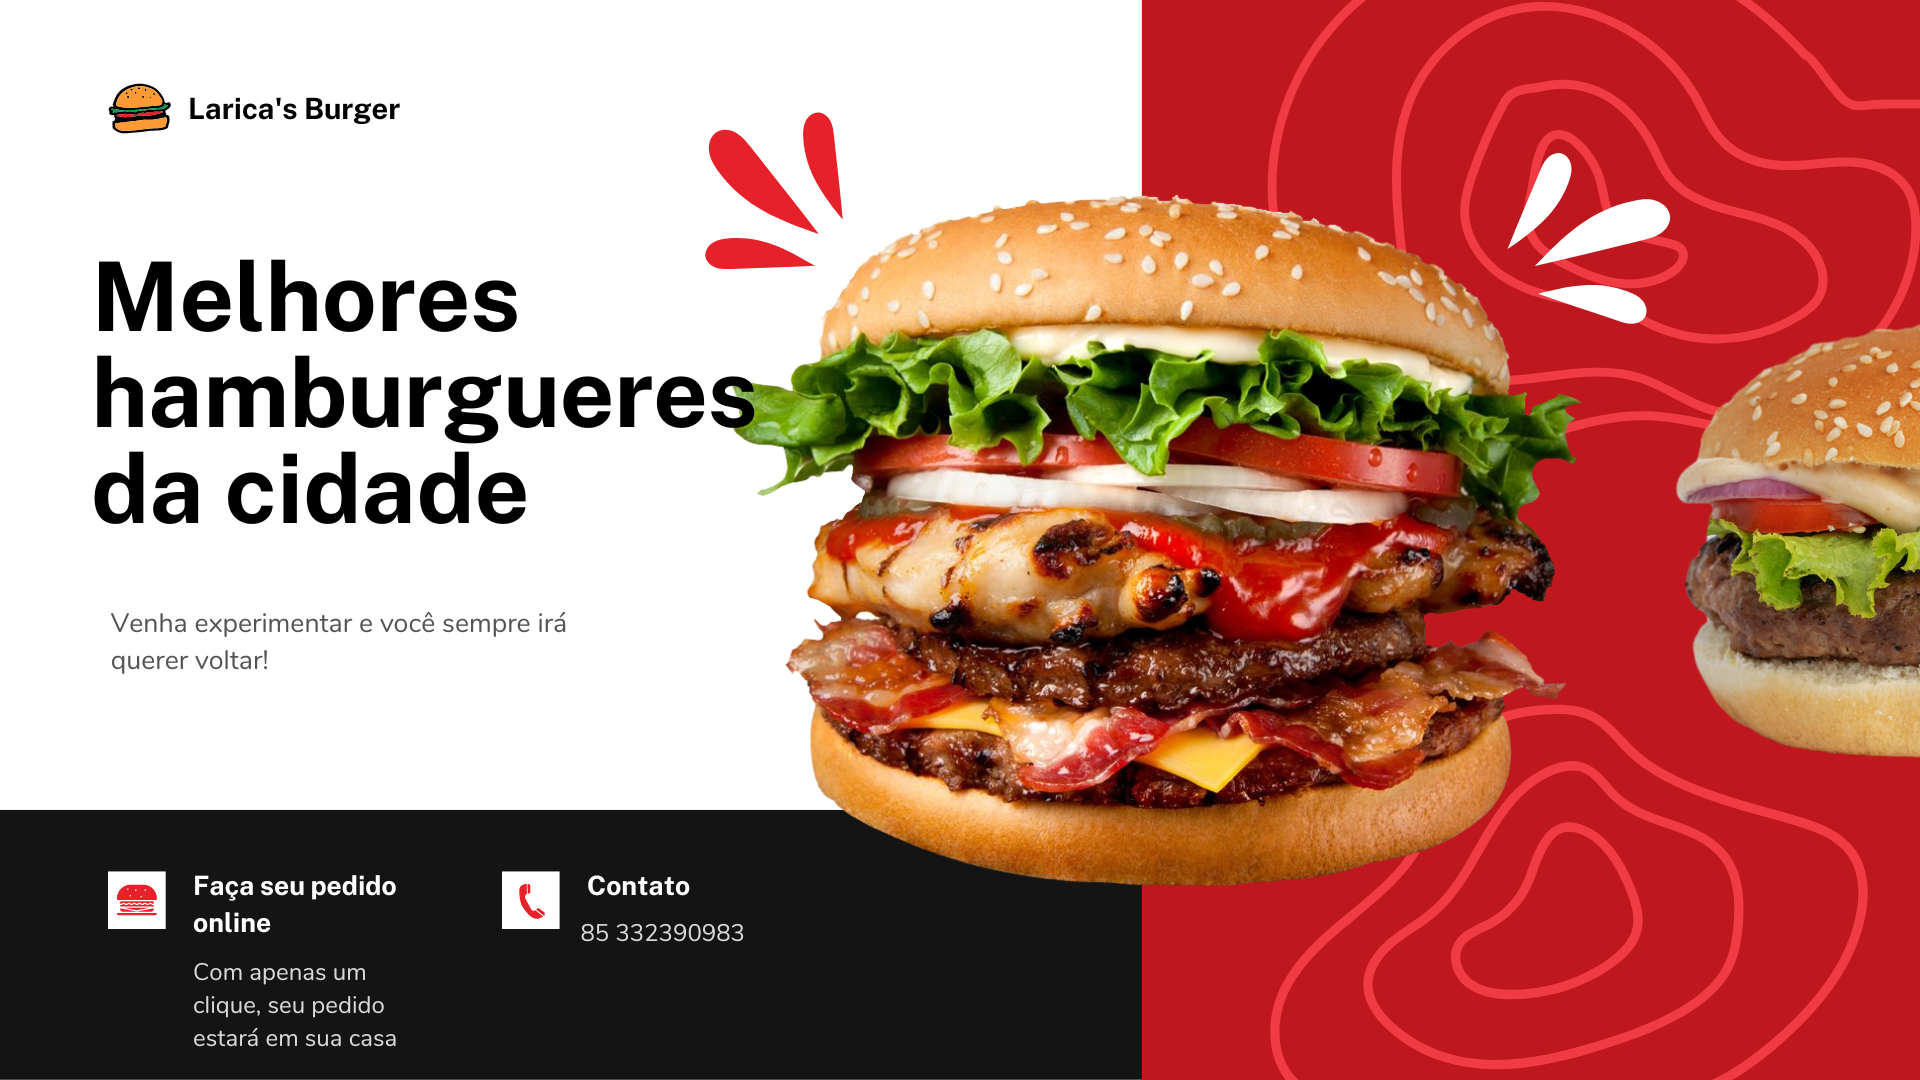 Larica's Burger
Melhores
hamburgueres
da cidade
Venha experimentar e você sempre irá
querer voltar!
Faça seu pedido
online
Com apenas um
clique, seu pedido
estará em sua casa
Contato
85 332390983